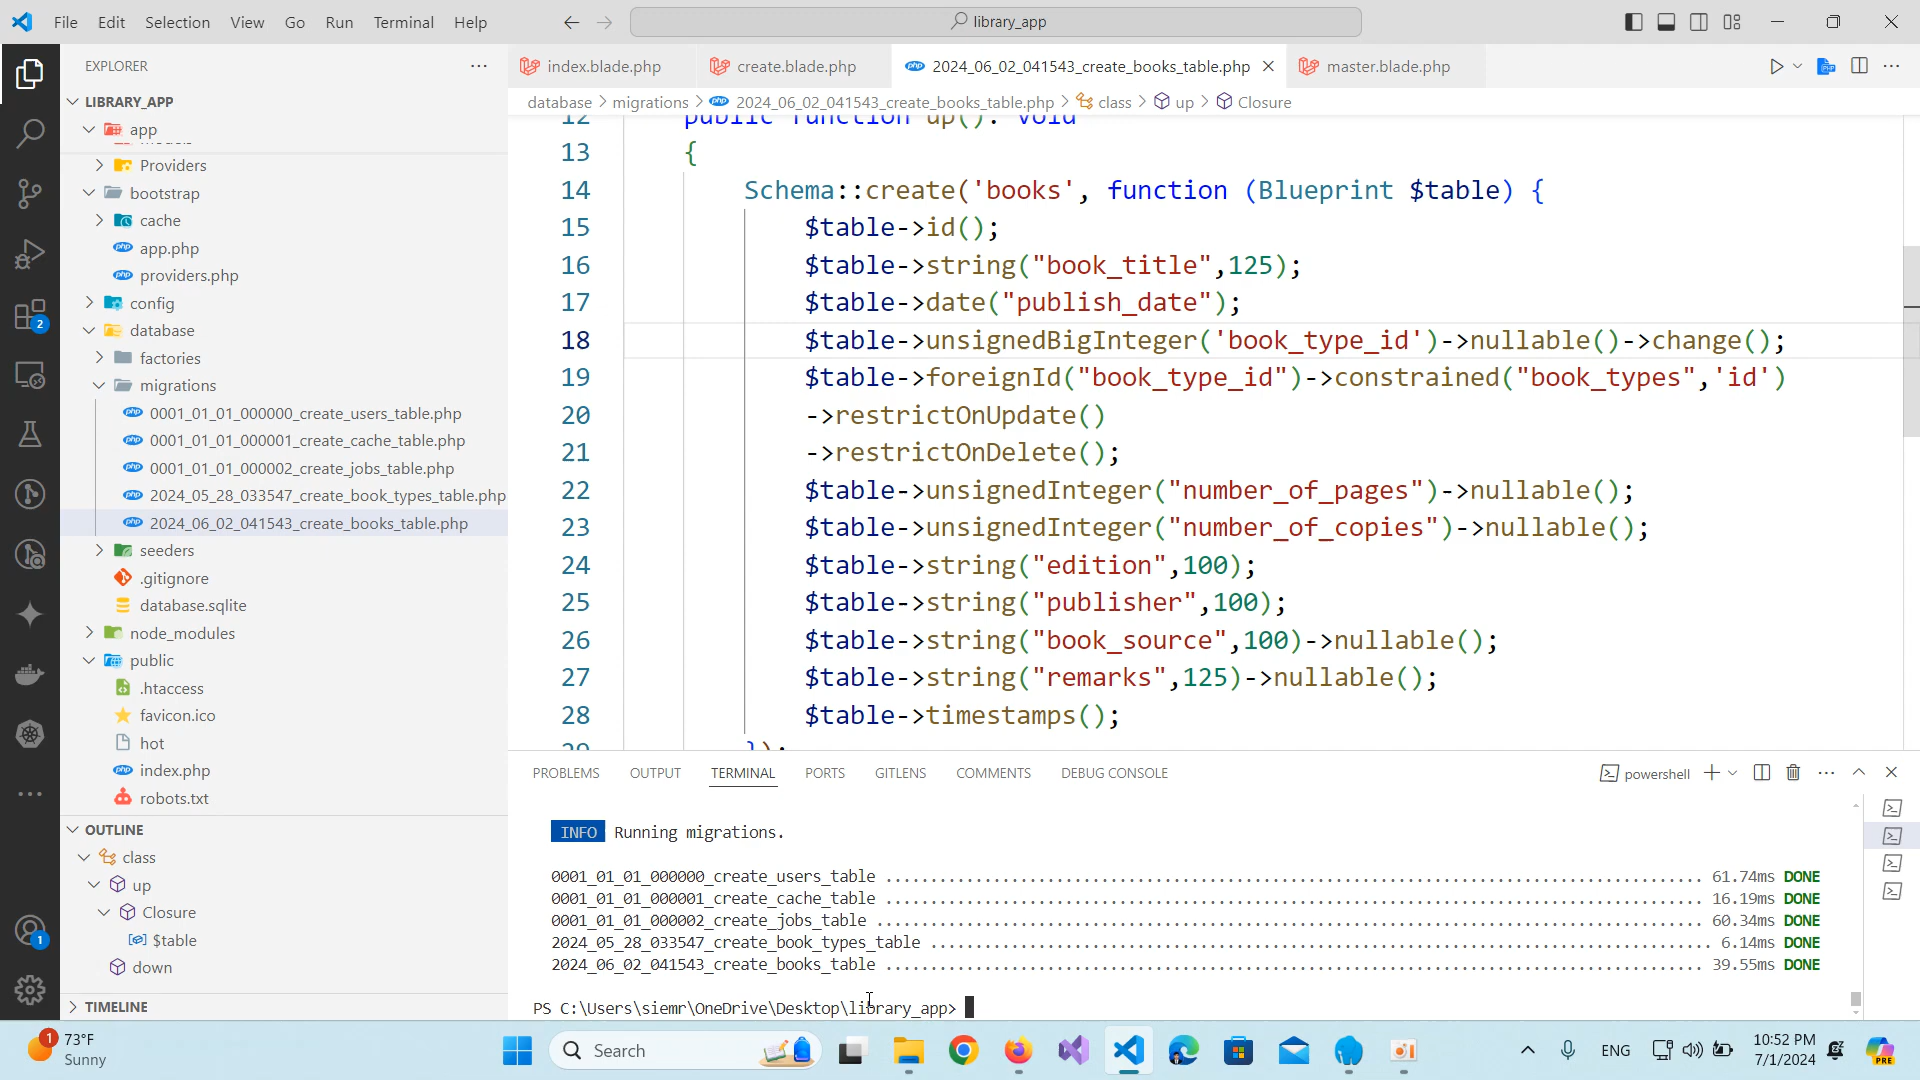 File Edit Selection View Go Run Terminal Help
library_app
EXPLORER
LIBRARY_APP
app
Providers
bootstrap
cache
app.php
providers.php
config
database
factories
migrations
0001_01_01_000000_create_users_table.php
0001_01_01_000001_create_cache_table.php
0001_01_01_000002_create_jobs_table.php
2024_05_28_033547_create_book_types_table.php
2024_06_02_041543_create_books_table.php
seeders
.gitignore
database.sqlite
node_modules
public
.htaccess
favicon.ico
hot
index.php
robots.txt
OUTLINE
class
up
Closure
$table
down
TIMELINE
2
1
index.blade.php create.blade.php 2024_06_02_041543_create_books_table.php master.blade.php
database > migrations > 2024_06_02_041543_create_books_table.php > class > up > Closure
12 public function up(): void
13 {
14 Schema::create('books', function (Blueprint $table) {
15 $table->id();
16 $table->string("book_title",125);
17 $table->date("publish_date");
18 $table->unsignedBigInteger('book_type_id')->nullable()->change();
19 $table->foreignId("book_type_id")->constrained("book_types",'id')
20 ->restrictOnUpdate()
21 ->restrictOnDelete();
22 $table->unsignedInteger("number_of_pages")->nullable();
23 $table->unsignedInteger("number_of_copies")->nullable();
24 $table->string("edition",100);
25 $table->string("publisher",100);
26 $table->string("book_source",100)->nullable();
27 $table->string("remarks",125)->nullable();
28 $table->timestamps();
29 });
PROBLEMS OUTPUT TERMINAL PORTS GITLENS COMMENTS DEBUG CONSOLE
powershell
INFO Running migrations.
0001_01_01_000000_create_users_table ........ 61.74ms DONE
0001_01_01_000001_create_cache_table ........ 16.19ms DONE
0001_01_01_000002_create_jobs_table ........ 60.34ms DONE
2024_05_28_033547_create_book_types_table ........ 6.14ms DONE
2024_06_02_041543_create_books_table ........ 39.55ms DONE
PS C:\Users\siemr\OneDrive\Desktop\library_app>
1
73°F
Sunny
Search
ENG
10:52 PM
7/1/2024
PRE